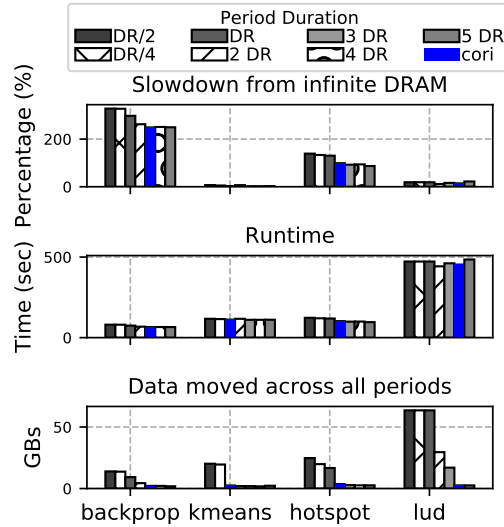 Period Duration
DR/2 DR 3 DR 5 DR
DR/4 2 DR 4 DR cori
Slowdown from infinite DRAM
Percentage (%)
200
0
Runtime
Time (sec)
500
0
Data moved across all periods
GBs
50
0
backprop kmeans hotspot lud